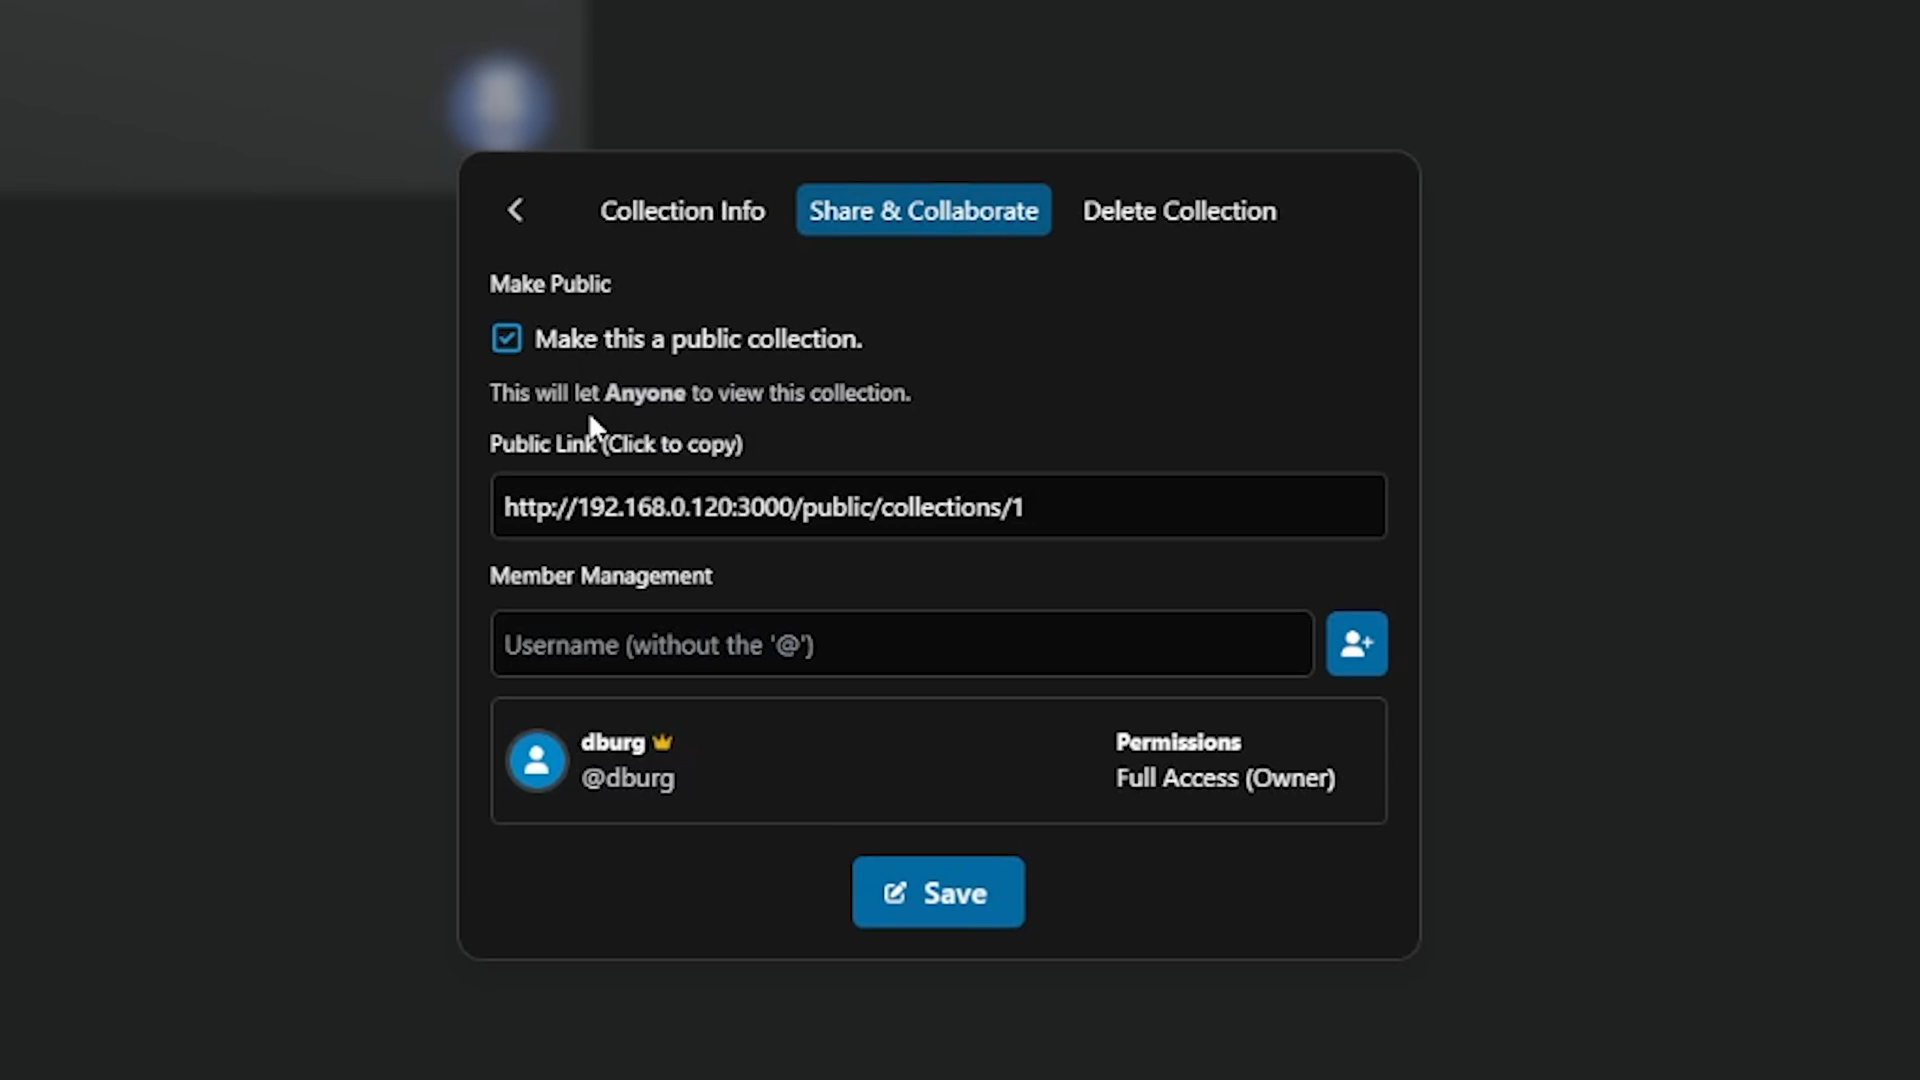 Collection Info
Share & Collaborate
Delete Collection
Make Public
Make this a public collection.
This will let Anyone to view this collection.
Public Link (Click to copy)
http://192.168.0.120:3000/public/collections/1
Member Management
Username (without the '@')
dburg
@dburg
Permissions
Full Access (Owner)
Save